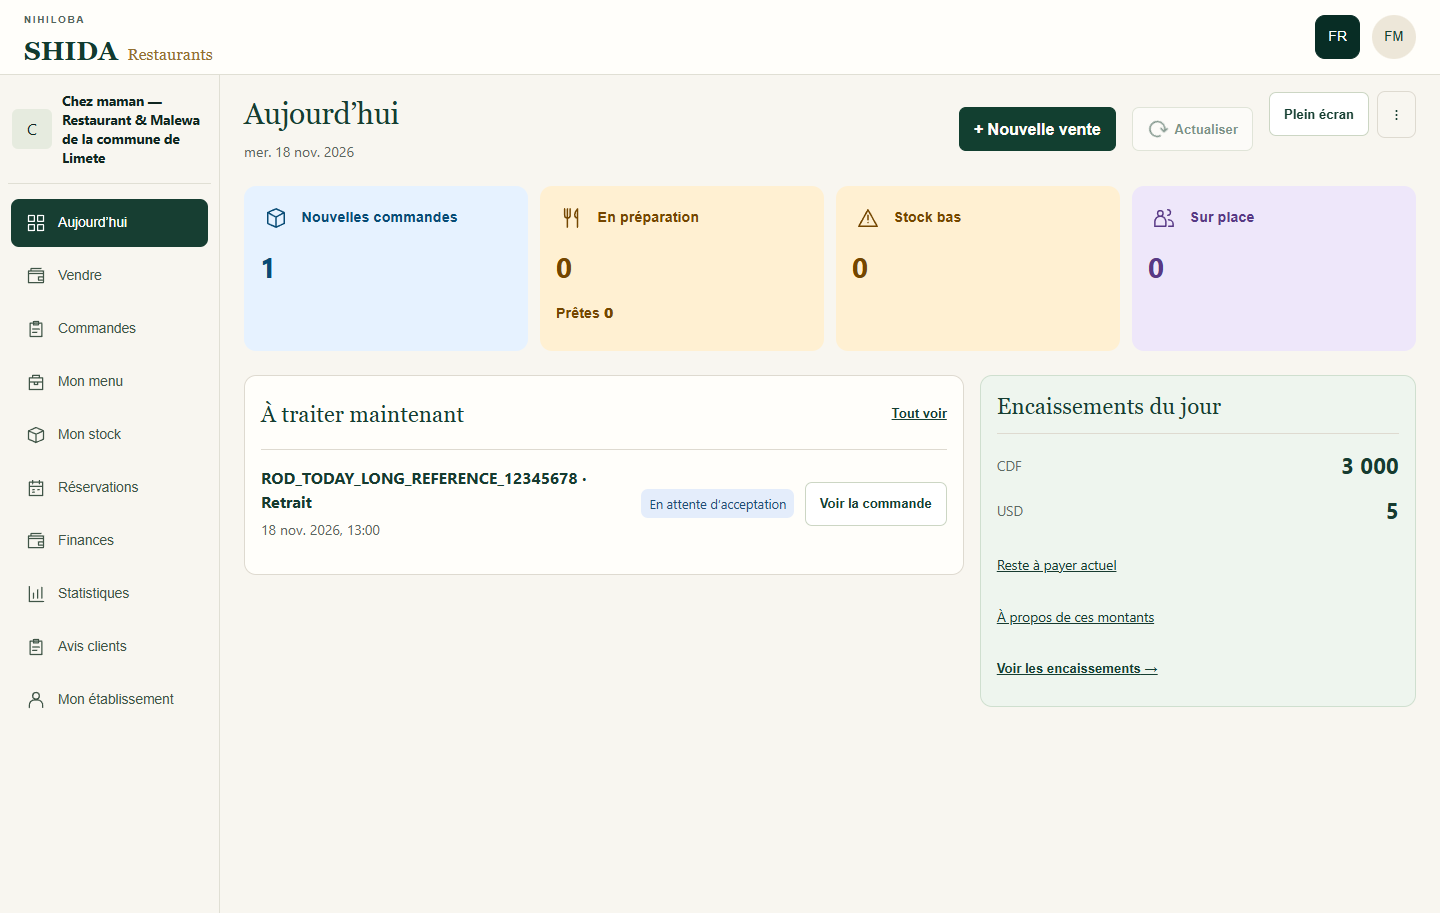 NIHILOBA
SHIDA Restaurants
FR
FM
Chez maman —
Restaurant & Malewa
de la commune de
Limete
C
Aujourd’hui
Vendre
Commandes
Mon menu
Mon stock
Réservations
Finances
Statistiques
Avis clients
Mon établissement
Aujourd’hui
mer. 18 nov. 2026
+ Nouvelle vente
Actualiser
Plein écran
Nouvelles commandes
1
En préparation
0
Prêtes 0
Stock bas
0
Sur place
0
À traiter maintenant
Tout voir
ROD_TODAY_LONG_REFERENCE_12345678 ·
Retrait
18 nov. 2026, 13:00
En attente d’acceptation
Voir la commande
Encaissements du jour
CDF 3 000
USD 5
Reste à payer actuel
À propos de ces montants
Voir les encaissements →